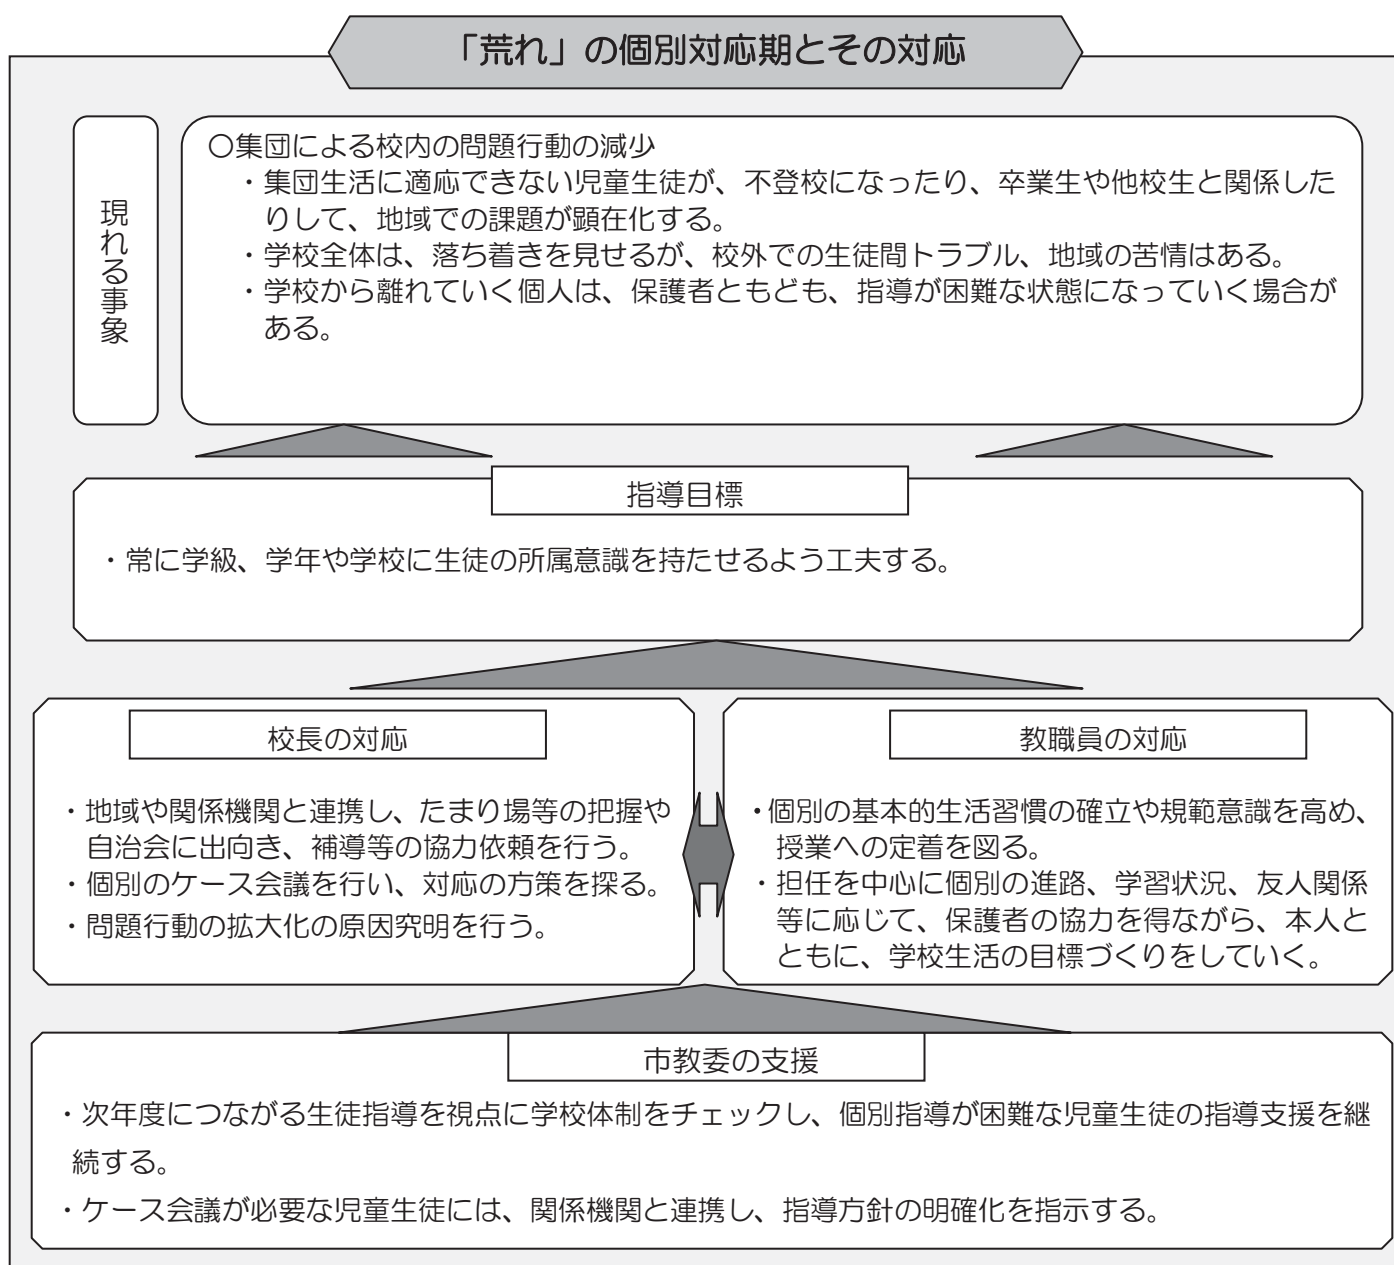 「荒れ」の個別対応期とその対応
現れる事象
〇集団による校内の問題行動の減少
・集団生活に適応できない児童生徒が、不登校になったり、卒業生や他校生と関係した
りして、地域での課題が顕在化する。
・学校全体は、落ち着きを見せるが、校外での生徒間トラブル、地域の苦情はある。
・学校から離れていく個人は、保護者ともども、指導が困難な状態になっていく場合が
ある。
指導目標
・常に学級、学年や学校に生徒の所属意識を持たせるよう工夫する。
校長の対応
・地域や関係機関と連携し、たまり場等の把握や
自治会に出向き、補導等の協力依頼を行う。
・個別のケース会議を行い、対応の方策を探る。
・問題行動の拡大化の原因究明を行う。
教職員の対応
・個別の基本的生活習慣の確立や規範意識を高め、
授業への定着を図る。
・担任を中心に個別の進路、学習状況、友人関係
等に応じて、保護者の協力を得ながら、本人と
ともに、学校生活の目標づくりをしていく。
市教委の支援
・次年度につながる生徒指導を視点に学校体制をチェックし、個別指導が困難な児童生徒の指導支援を継
続する。
・ケース会議が必要な児童生徒には、関係機関と連携し、指導方針の明確化を指示する。